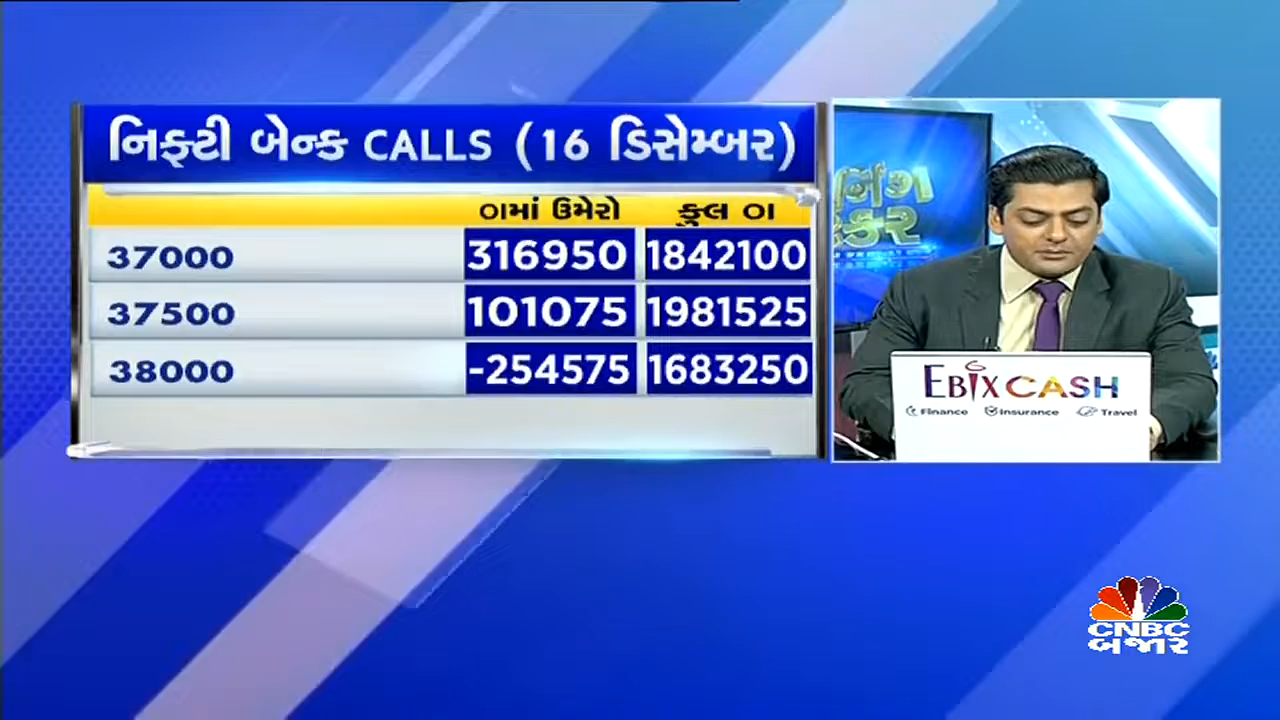 નિફ્ટી બેન્ક CALLS (16 ડિસેમ્બર)
OIમાં ઉમેરો કુલ OI
37000 316950 1842100
37500 101075 1981525
38000 -254575 1683250
EBIXCASH
Finance Insurance Travel
CNBC
બજાર